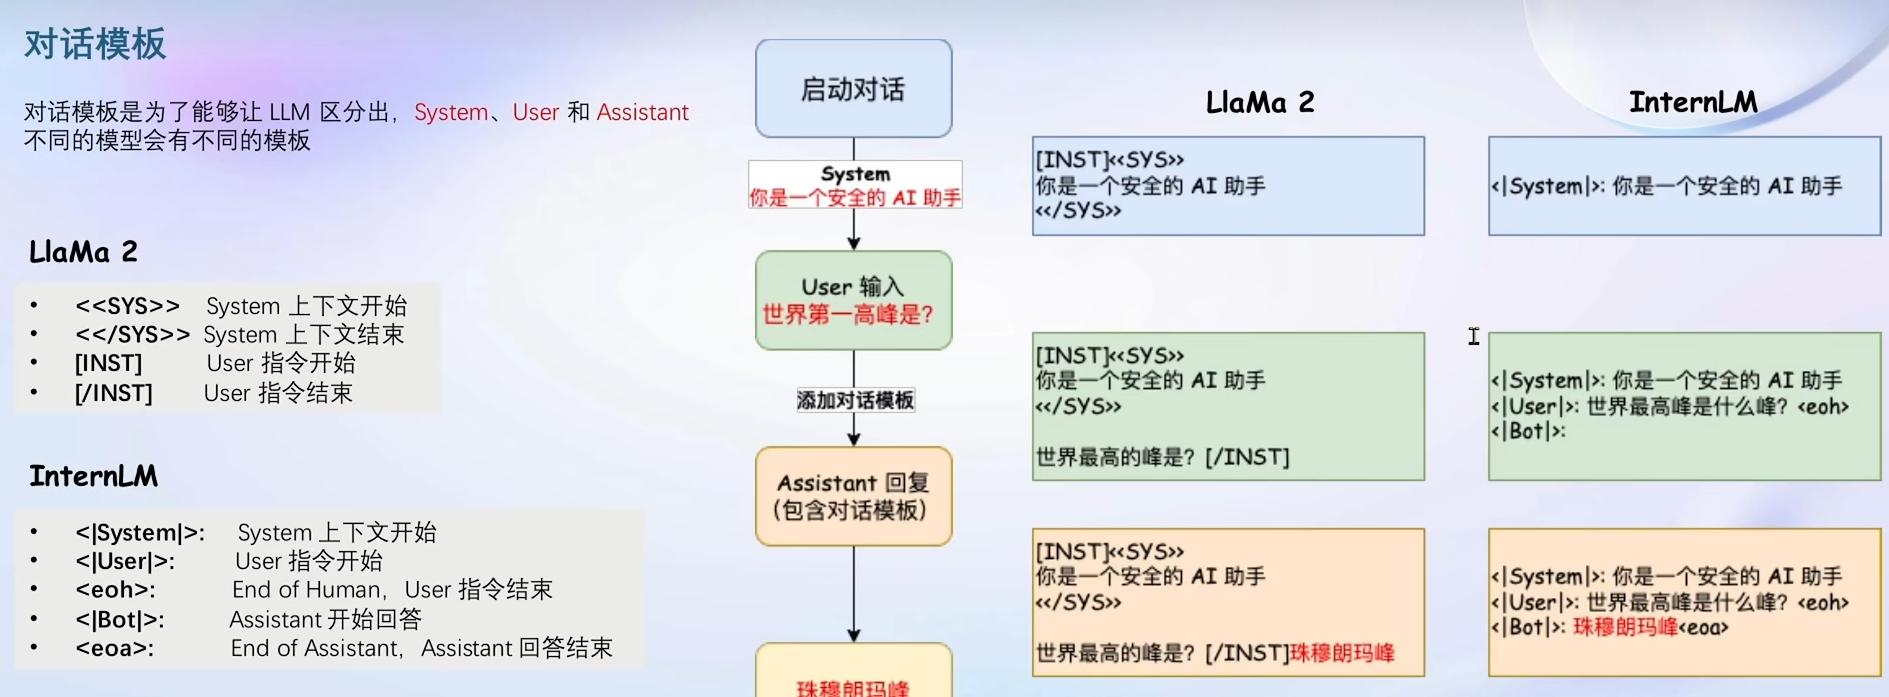 对话模板
对话模板是为了能够让 LLM 区分出，System、User 和 Assistant
不同的模型会有不同的模板
LlaMa 2
• <<SYS>> System 上下文开始
• <</SYS>> System 上下文结束
• [INST] User 指令开始
• [/INST] User 指令结束
InternLM
• <|System|>: System 上下文开始
• <|User|>: User 指令开始
• <eoh>: End of Human，User 指令结束
• <|Bot|>: Assistant 开始回答
• <eoa>: End of Assistant，Assistant 回答结束
启动对话
System
你是一个安全的 AI 助手
User 输入
世界第一高峰是?
添加对话模板
Assistant 回复
（包含对话模板）
珠穆朗玛峰
LlaMa 2
[INST]<<SYS>>
你是一个安全的 AI 助手
<</SYS>>
[INST]<<SYS>>
你是一个安全的 AI 助手
<</SYS>>
世界最高的峰是? [/INST]
[INST]<<SYS>>
你是一个安全的 AI 助手
<</SYS>>
世界最高的峰是? [/INST]珠穆朗玛峰
InternLM
<|System|>: 你是一个安全的 AI 助手
<|System|>: 你是一个安全的 AI 助手
<|User|>: 世界最高峰是什么峰? <eoh>
<|Bot|>:
<|System|>: 你是一个安全的 AI 助手
<|User|>: 世界最高峰是什么峰? <eoh>
<|Bot|>: 珠穆朗玛峰<eoa>